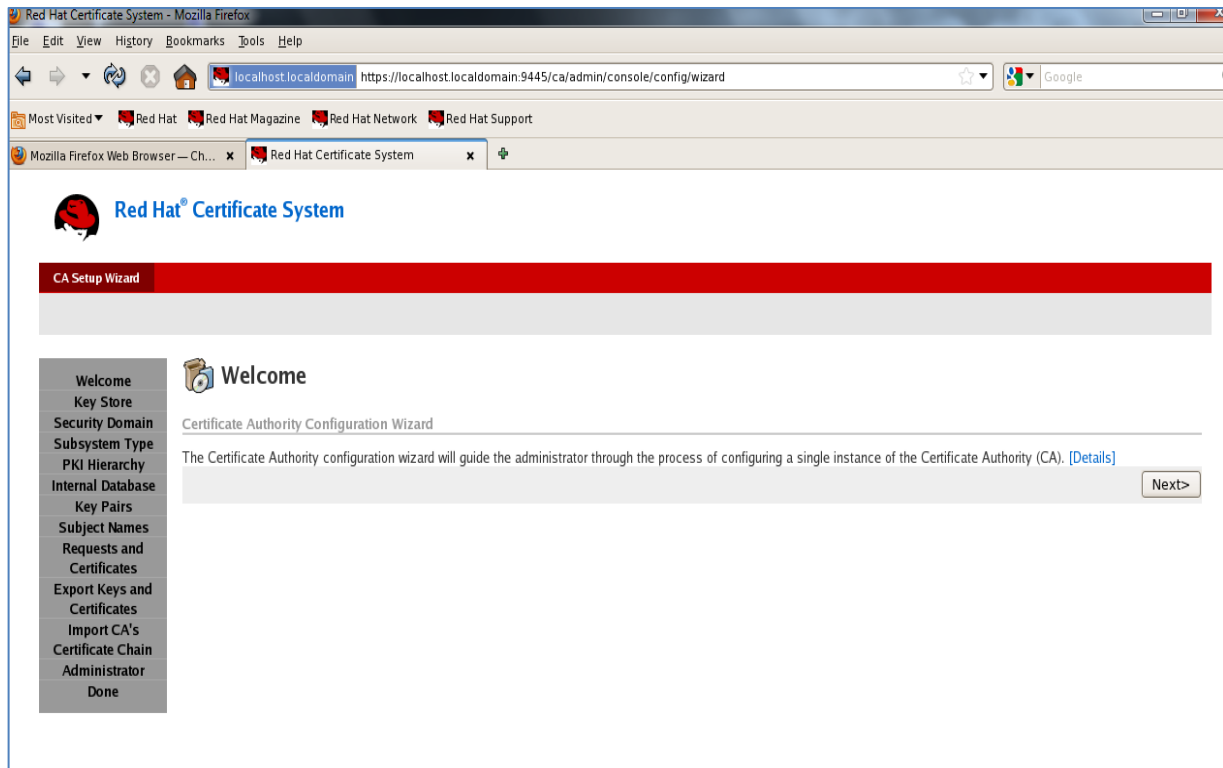 Red Hat Certificate System - Mozilla Firefox
File Edit View History Bookmarks Tools Help
localhost.localdomain https://localhost.localdomain:9445/ca/admin/console/config/wizard Google
Most Visited Red Hat Red Hat Magazine Red Hat Network Red Hat Support
Mozilla Firefox Web Browser — Ch... Red Hat Certificate System
Red Hat® Certificate System
CA Setup Wizard
Welcome
Key Store
Security Domain
Subsystem Type
PKI Hierarchy
Internal Database
Key Pairs
Subject Names
Requests and
Certificates
Export Keys and
Certificates
Import CA's
Certificate Chain
Administrator
Done
Welcome
Certificate Authority Configuration Wizard
The Certificate Authority configuration wizard will guide the administrator through the process of configuring a single instance of the Certificate Authority (CA). [Details]
Next>